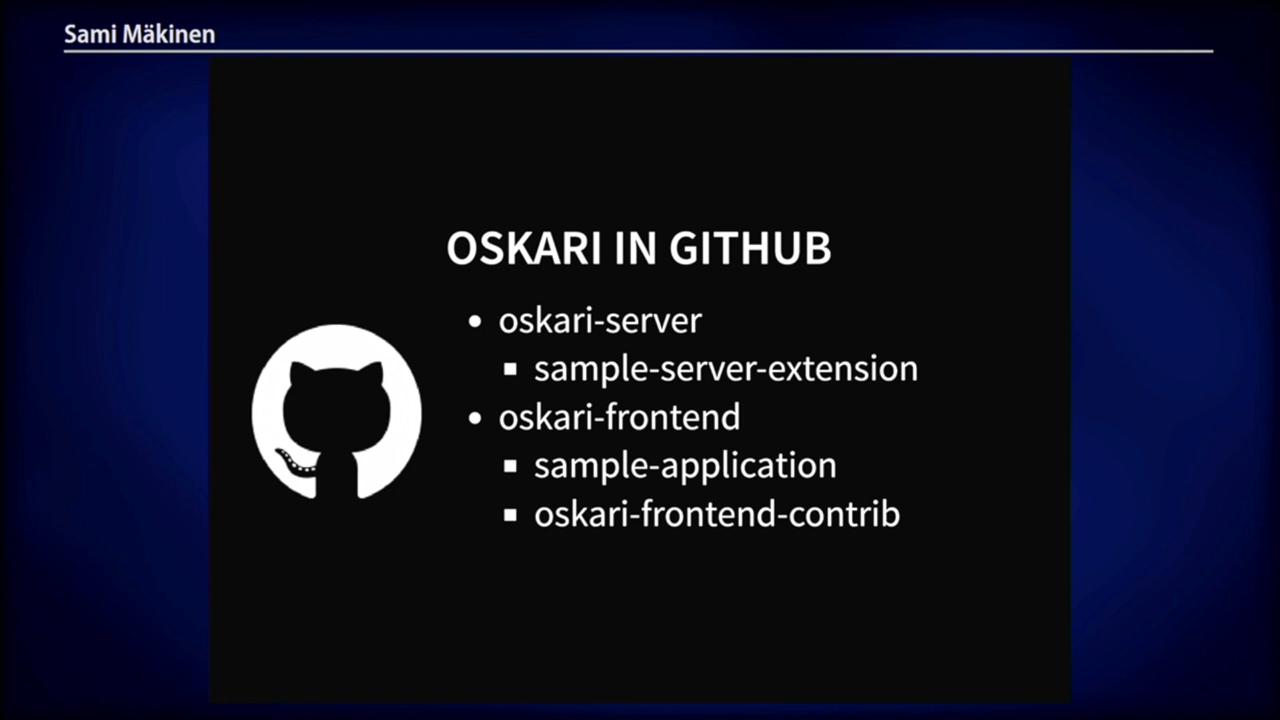 Sami Mäkinen
OSKARI IN GITHUB
oskari-server
sample-server-extension
oskari-frontend
sample-application
oskari-frontend-contrib